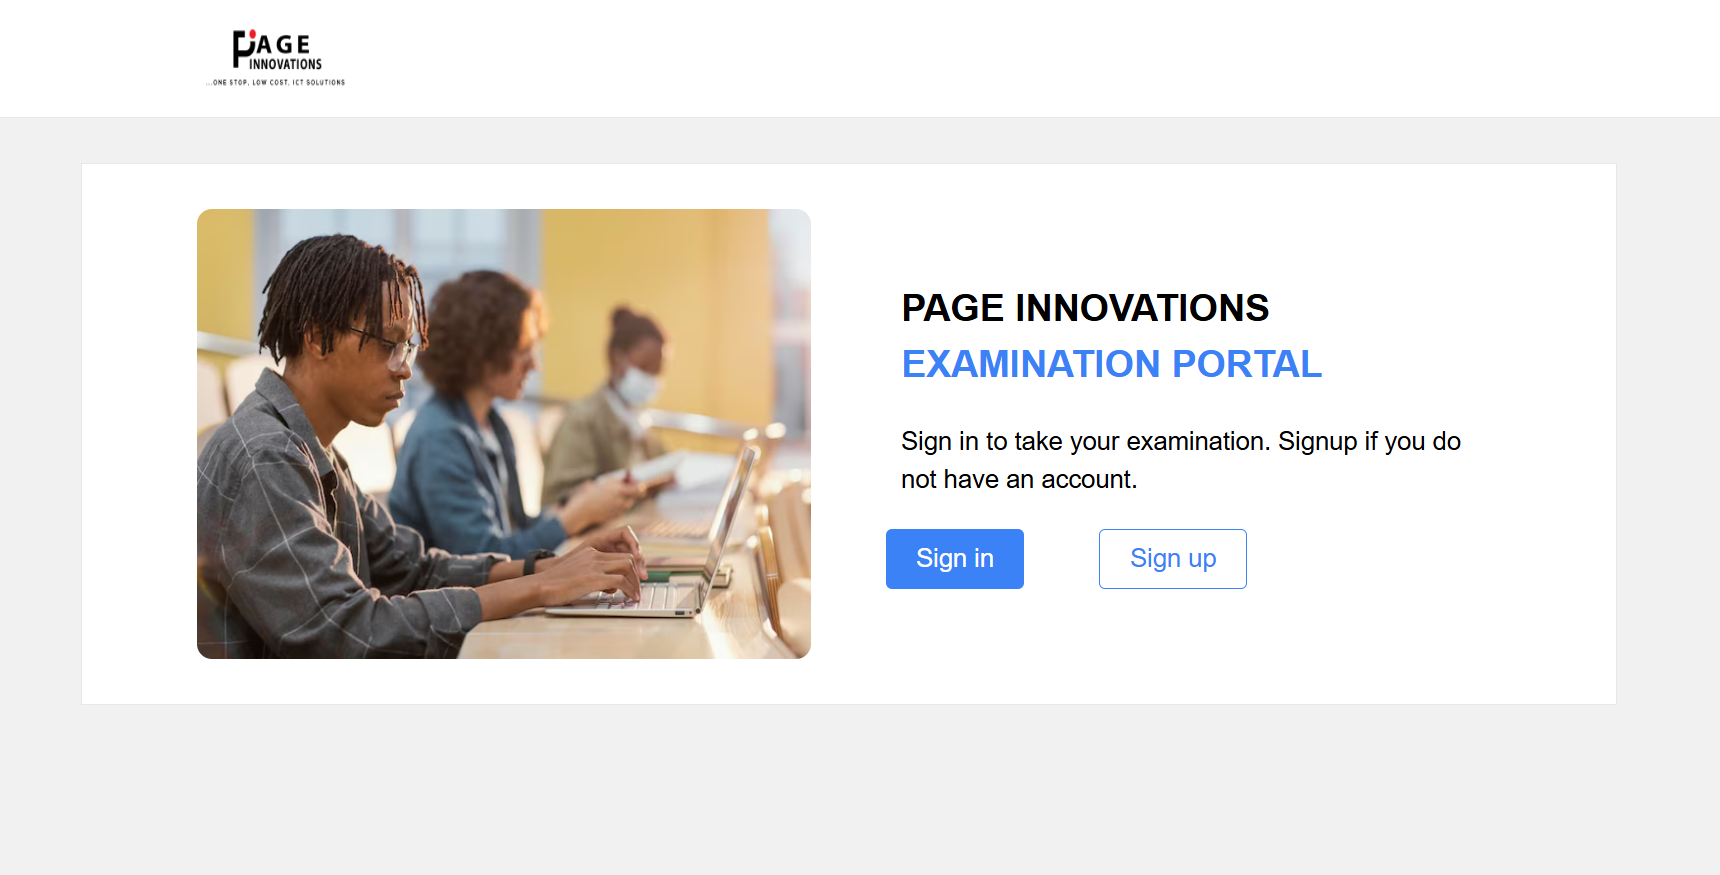 PAGE
INNOVATIONS
...ONE STOP, LOW COST, ICT SOLUTIONS
PAGE INNOVATIONS
EXAMINATION PORTAL
Sign in to take your examination. Signup if you do
not have an account.
Sign in
Sign up